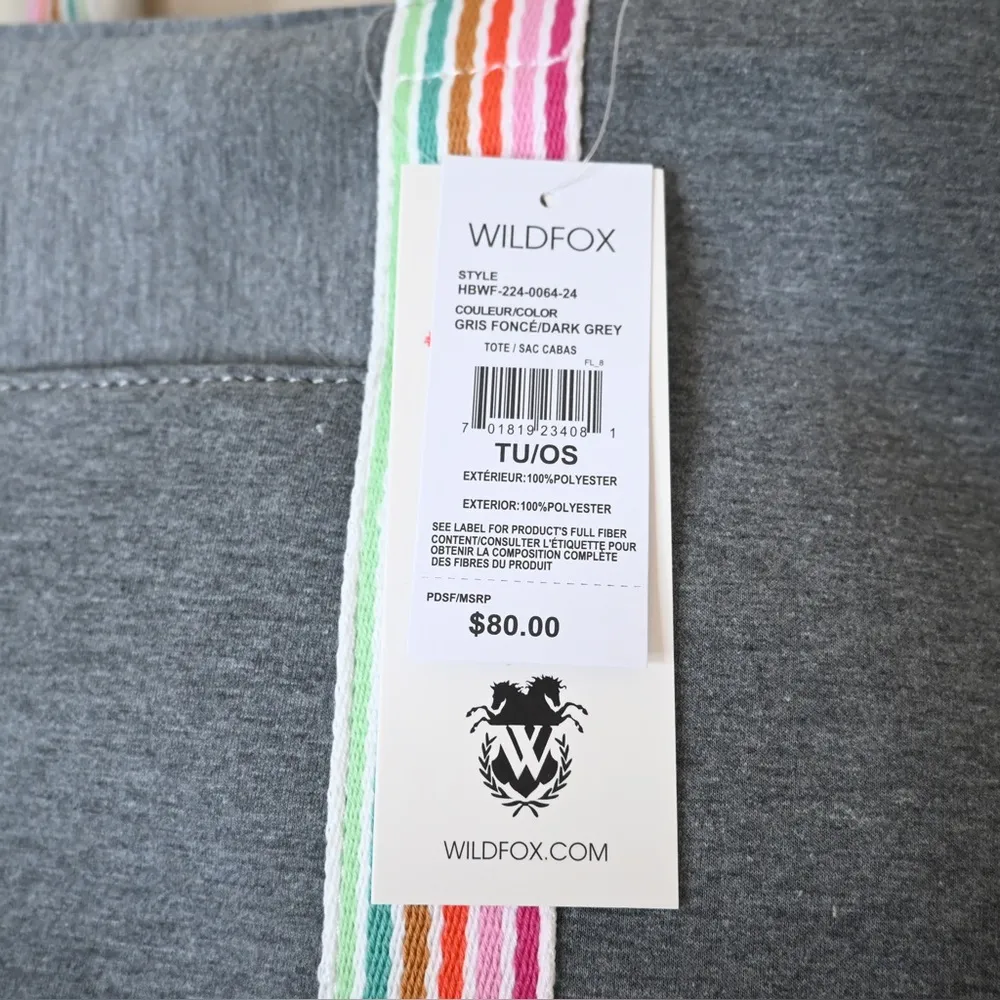 WILDFOX
STYLE
HBWF-224-0064-24
COULEUR/COLOR
GRIS FONCÉ/DARK GREY
TOTE / SAC CABAS
FL_8
7 01819 23408 1
TU/OS
EXTÉRIEUR:100%POLYESTER
EXTERIOR:100%POLYESTER
SEE LABEL FOR PRODUCT'S FULL FIBER
CONTENT/CONSULTER L'ÉTIQUETTE POUR
OBTENIR LA COMPOSITION COMPLÈTE
DES FIBRES DU PRODUIT
PDSF/MSRP
$80.00
W
WILDFOX.COM